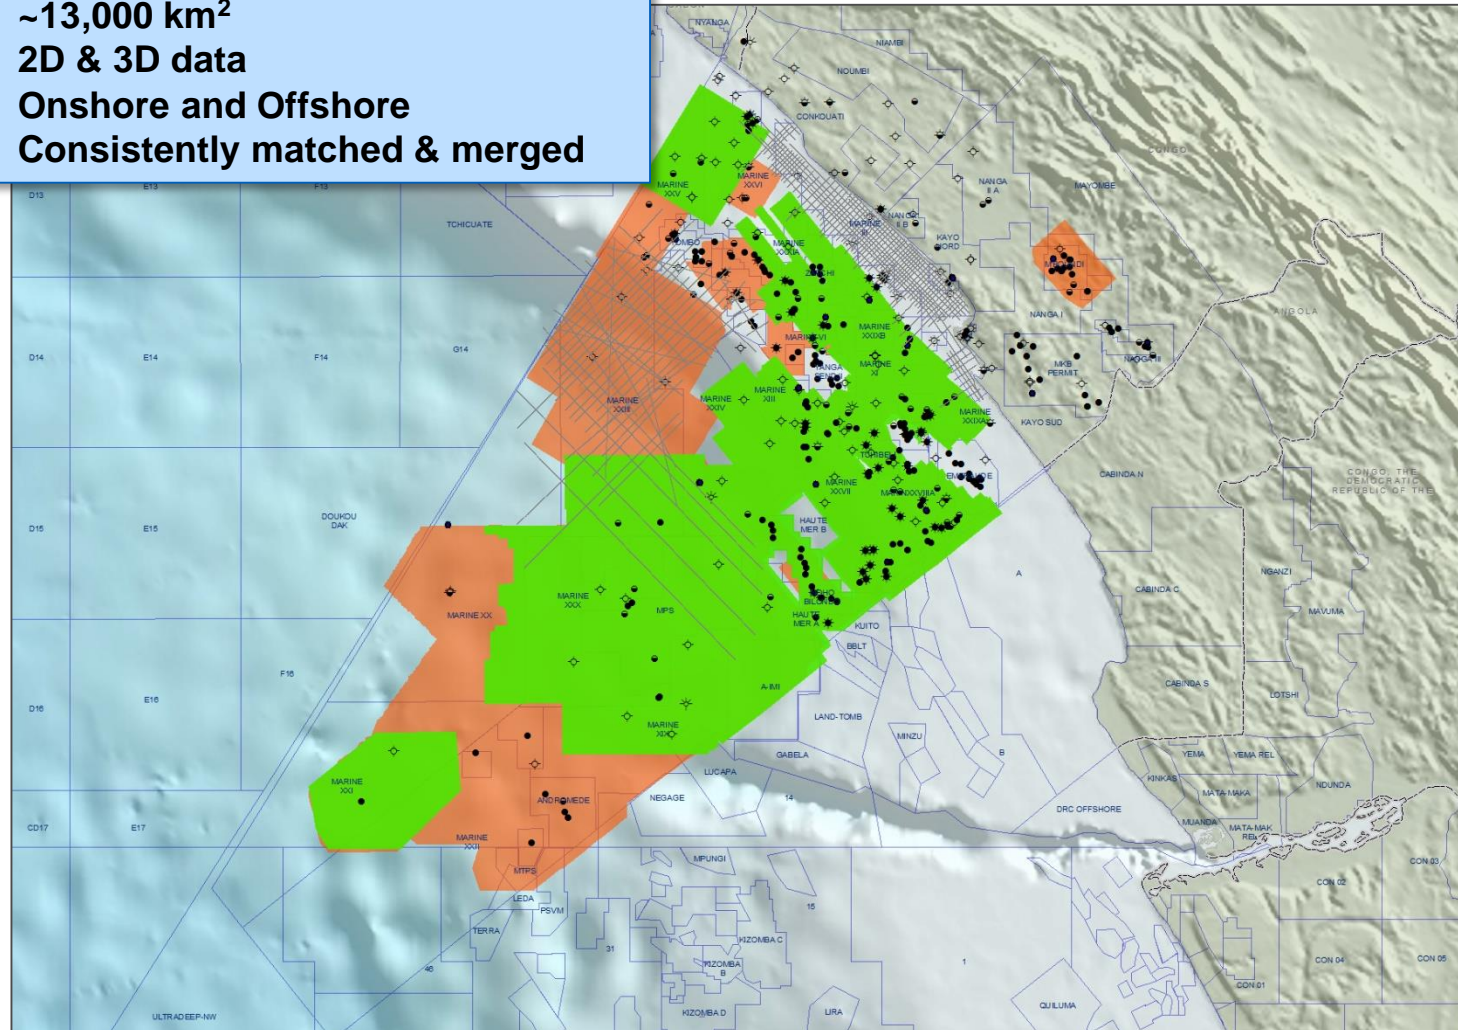 ~13,000 km²
2D & 3D data
Onshore and Offshore
Consistently matched & merged
NYANGA
NIAMBI
NOUMBI
CONKOUATI
CONGO
D13
E13
F13
TCHICUATE
MARINE
XXV
MARINE
XXVI
MARINE
III
NANGA
II A
NANGA
II B
MAYOMBE
KAYO
NORD
MARINE
NANGA I
ANGOLA
D14
E14
F14
G14
MARINE
XXIXB
MARINE
XI
MKB
PERMIT
MARINE
XXIII
MARINE
XXIV
MARINE
XIII
MARINE
XXIXA
KAYO SUD
CABINDA N
CONGO, THE
DEMOCRATIC
REPUBLIC OF THE
MARINE
XXVII
DOUKOU
DAK
D15
E15
HAUTE
MER B
A
NGANZI
CABINDA C
MAVUMA
MARINE XX
MARINE
XXX
MPS
HAUTE
MER A
KUITO
BBLT
F16
E16
D16
A-IMI
CABINDA S
LOTSHI
LAND-TOMB
MINZU
B
MARINE
GABELA
YEMA
YEMA REL
KINKAS
NDUNDA
MATA-MAKA
MARINE
XXI
LUCAPA
NEGAGE
14
ANDROMEDE
DRC OFFSHORE
MUANDA
MATA-MAK
CD17
E17
MARINE
XXII
MPUNGI
MTPS
CON 03
CON 02
LEDA
PSVM
15
TERRA
31
KIZOMBA C
KIZOMBA
B
46
1
CON 04
CON 05
CON 01
ULTRADEEP-NW
KIZOMBA D
LIRA
QUILUMA